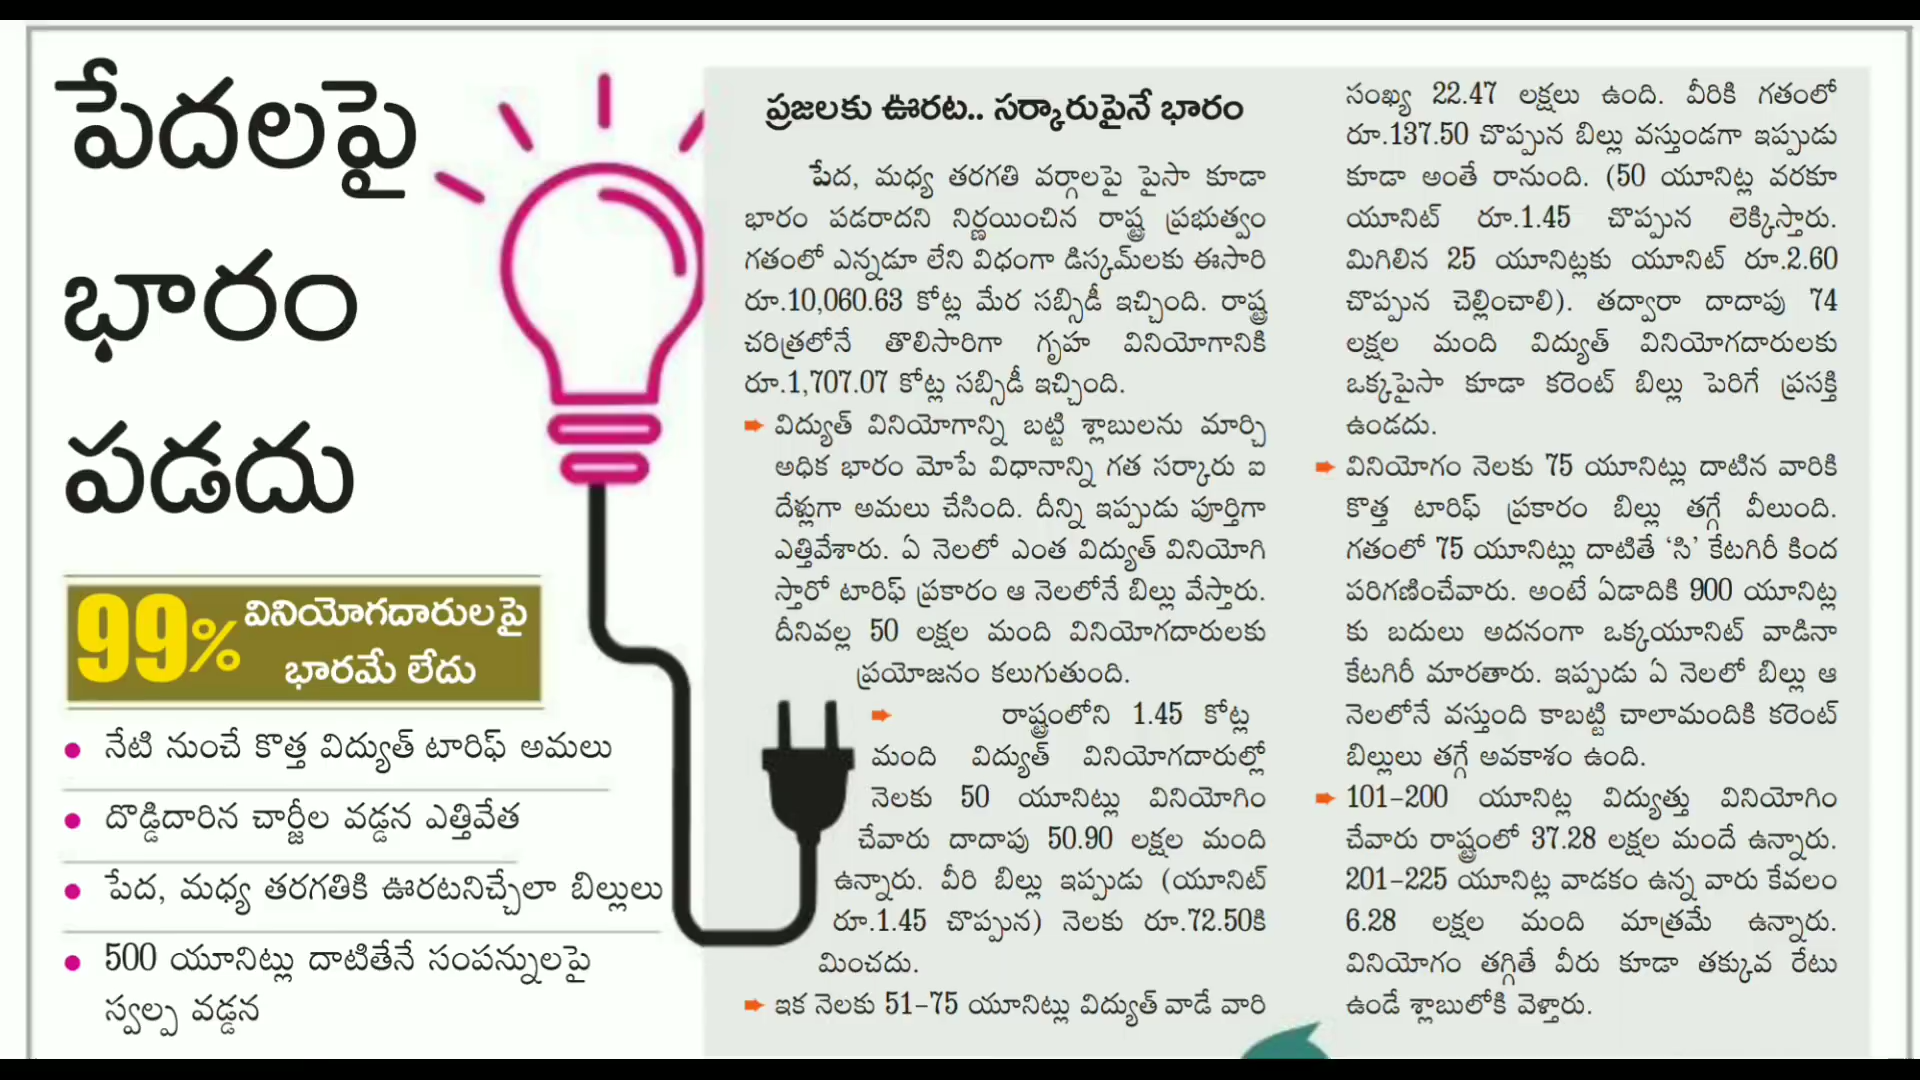 పేదలపై
భారం
పడదు
99% వినియోగదారులపై
భారమే లేదు
• నేటి నుంచే కొత్త విద్యుత్ టారిఫ్ అమలు
• దొడ్డిదారిన చార్జీల వడ్డన ఎత్తివేత
• పేద, మధ్య తరగతికి ఊరటనిచ్చేలా బిల్లులు
• 500 యూనిట్లు దాటితేనే సంపన్నులపై
స్వల్ప వడ్డన
ప్రజలకు ఊరట.. సర్కారుపైనే భారం
పేద, మధ్య తరగతి వర్గాలపై పైసా కూడా
భారం పడరాదని నిర్ణయించిన రాష్ట్ర ప్రభుత్వం
గతంలో ఎన్నడూ లేని విధంగా డిస్కమ్‌లకు ఈసారి
రూ.10,060.63 కోట్ల మేర సబ్సిడీ ఇచ్చింది. రాష్ట్ర
చరిత్రలోనే తొలిసారిగా గృహ వినియోగానికి
రూ.1,707.07 కోట్ల సబ్సిడీ ఇచ్చింది.
➨ విద్యుత్ వినియోగాన్ని బట్టి శ్లాబులను మార్చి
అధిక భారం మోపే విధానాన్ని గత సర్కారు ఐ
దేళ్లుగా అమలు చేసింది. దీన్ని ఇప్పుడు పూర్తిగా
ఎత్తివేశారు. ఏ నెలలో ఎంత విద్యుత్ వినియోగి
స్తారో టారిఫ్ ప్రకారం ఆ నెలలోనే బిల్లు వేస్తారు.
దీనివల్ల 50 లక్షల మంది వినియోగదారులకు
ప్రయోజనం కలుగుతుంది.
➨ రాష్ట్రంలోని 1.45 కోట్ల
మంది విద్యుత్ వినియోగదారుల్లో
నెలకు 50 యూనిట్లు వినియోగిం
చేవారు దాదాపు 50.90 లక్షల మంది
ఉన్నారు. వీరి బిల్లు ఇప్పుడు (యూనిట్
రూ.1.45 చొప్పున) నెలకు రూ.72.50కి
మించదు.
➨ ఇక నెలకు 51-75 యూనిట్లు విద్యుత్ వాడే వారి
సంఖ్య 22.47 లక్షలు ఉంది. వీరికి గతంలో
రూ.137.50 చొప్పున బిల్లు వస్తుండగా ఇప్పుడు
కూడా అంతే రానుంది. (50 యూనిట్ల వరకూ
యూనిట్ రూ.1.45 చొప్పున లెక్కిస్తారు.
మిగిలిన 25 యూనిట్లకు యూనిట్ రూ.2.60
చొప్పున చెల్లించాలి). తద్వారా దాదాపు 74
లక్షల మంది విద్యుత్ వినియోగదారులకు
ఒక్కపైసా కూడా కరెంట్ బిల్లు పెరిగే ప్రసక్తి
ఉండదు.
➨ వినియోగం నెలకు 75 యూనిట్లు దాటిన వారికి
కొత్త టారిఫ్ ప్రకారం బిల్లు తగ్గే వీలుంది.
గతంలో 75 యూనిట్లు దాటితే ‘సి’ కేటగిరీ కింద
పరిగణించేవారు. అంటే ఏడాదికి 900 యూనిట్ల
కు బదులు అదనంగా ఒక్కయూనిట్ వాడినా
కేటగిరీ మారతారు. ఇప్పుడు ఏ నెలలో బిల్లు ఆ
నెలలోనే వస్తుంది కాబట్టి చాలామందికి కరెంట్
బిల్లులు తగ్గే అవకాశం ఉంది.
➨ 101-200 యూనిట్ల విద్యుత్తు వినియోగిం
చేవారు రాష్ట్రంలో 37.28 లక్షల మందే ఉన్నారు.
201-225 యూనిట్ల వాడకం ఉన్న వారు కేవలం
6.28 లక్షల మంది మాత్రమే ఉన్నారు.
వినియోగం తగ్గితే వీరు కూడా తక్కువ రేటు
ఉండే శ్లాబులోకి వెళ్తారు.